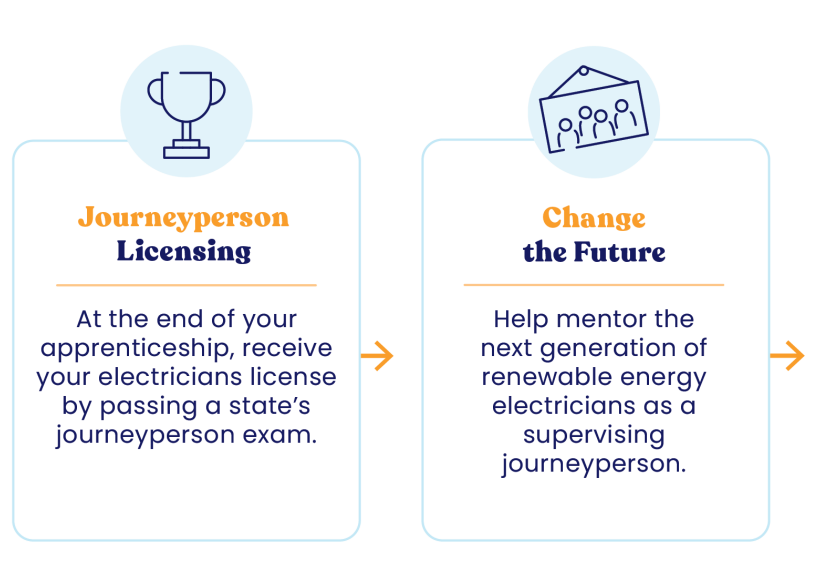 Journeyperson
Licensing
At the end of your
apprenticeship, receive
your electricians license
by passing a state’s
journeyperson exam.
Change
the Future
Help mentor the
next generation of
renewable energy
electricians as a
supervising
journeyperson.